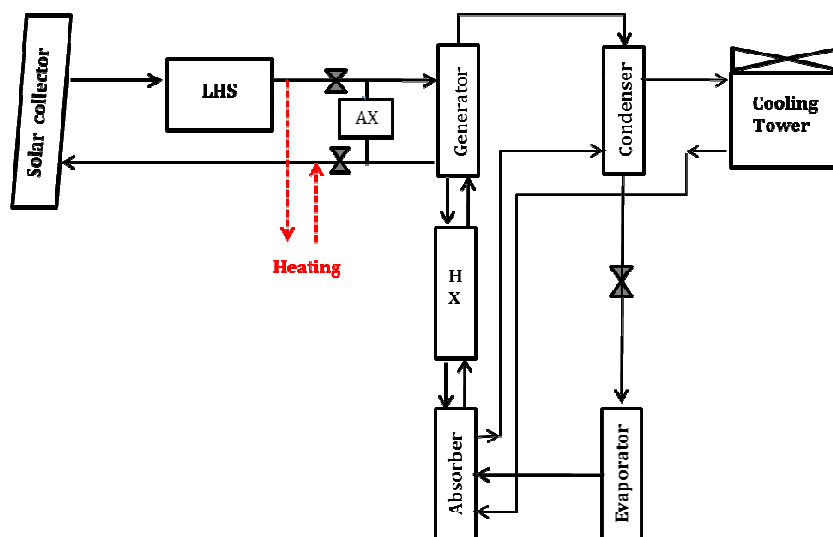 Solar collector
LHS
AX
Generator
Condenser
Cooling
Tower
Heating
H
X
Absorber
Evaporator